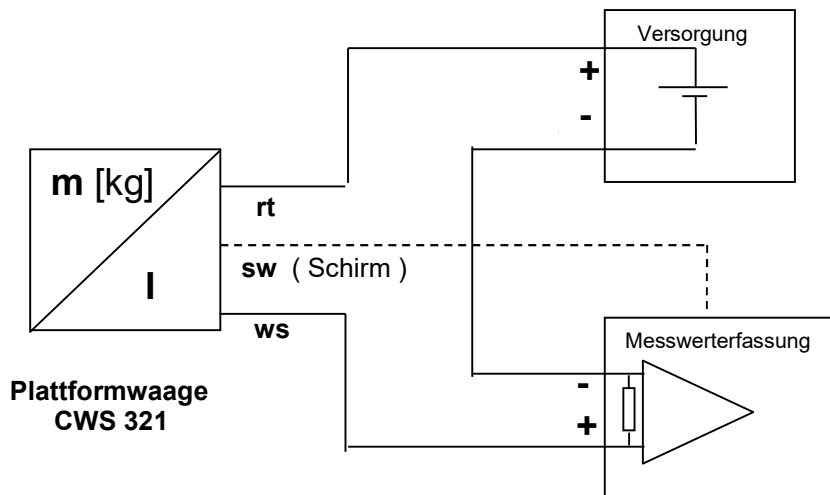 Versorgung
+
-
m [kg]
I
rt
sw ( Schirm )
ws
Messwerterfassung
-
+
Plattformwaage
CWS 321